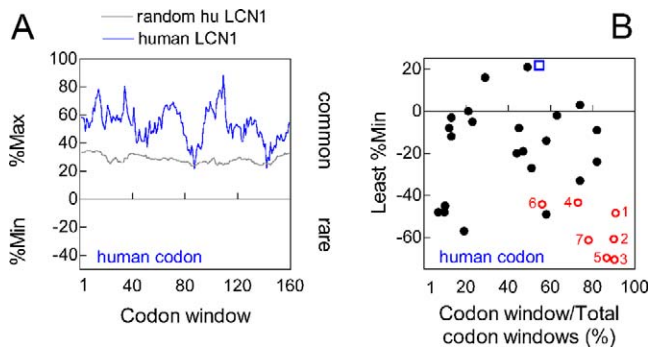 A
random hu LCN1
human LCN1
100
80
60
40
20
0
-20
-40
%Max
%Min
common
rare
human codon
1 40 80 120 160
Codon window
B
20
0
-20
-40
-60
Least %Min
6
4
1
7
2
5
3
human codon
1 20 40 60 80 100
Codon window/Total
codon windows (%)